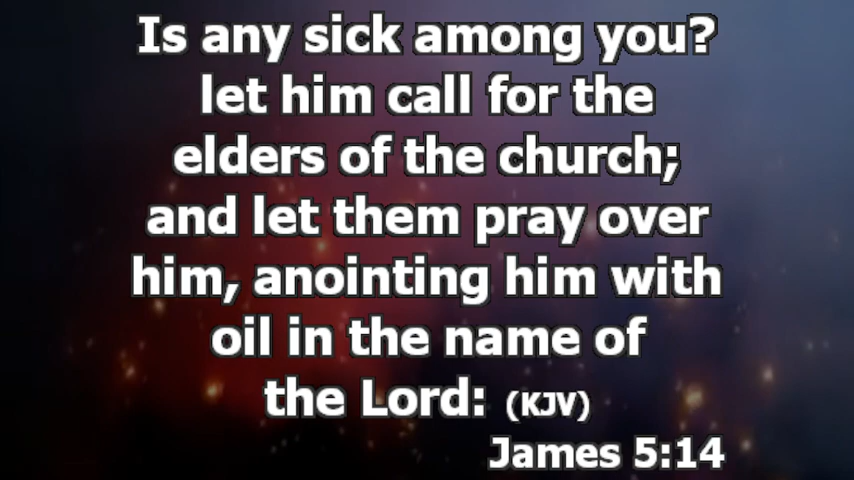 Is any sick among you?
let him call for the
elders of the church;
and let them pray over
him, anointing him with
oil in the name of
the Lord: (KJV)
James 5:14